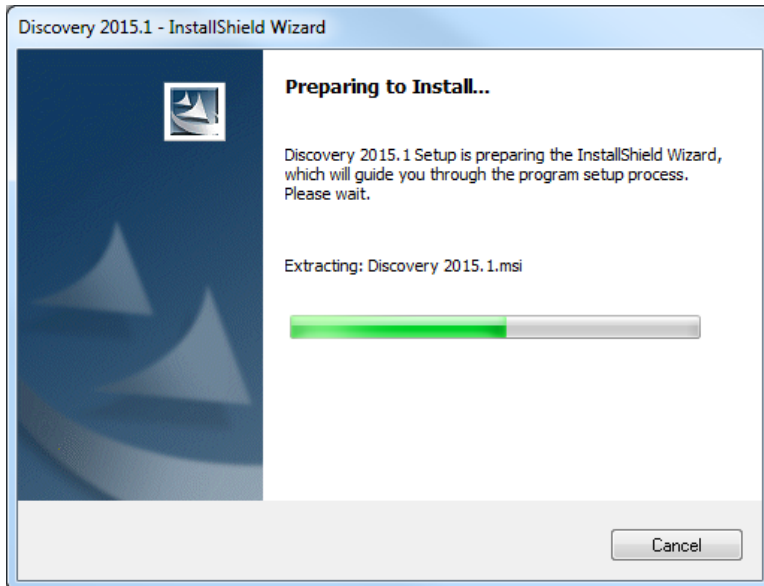 Discovery 2015.1 - InstallShield Wizard
Preparing to Install...
Discovery 2015.1 Setup is preparing the InstallShield Wizard,
which will guide you through the program setup process.
Please wait.
Extracting: Discovery 2015.1.msi
Cancel